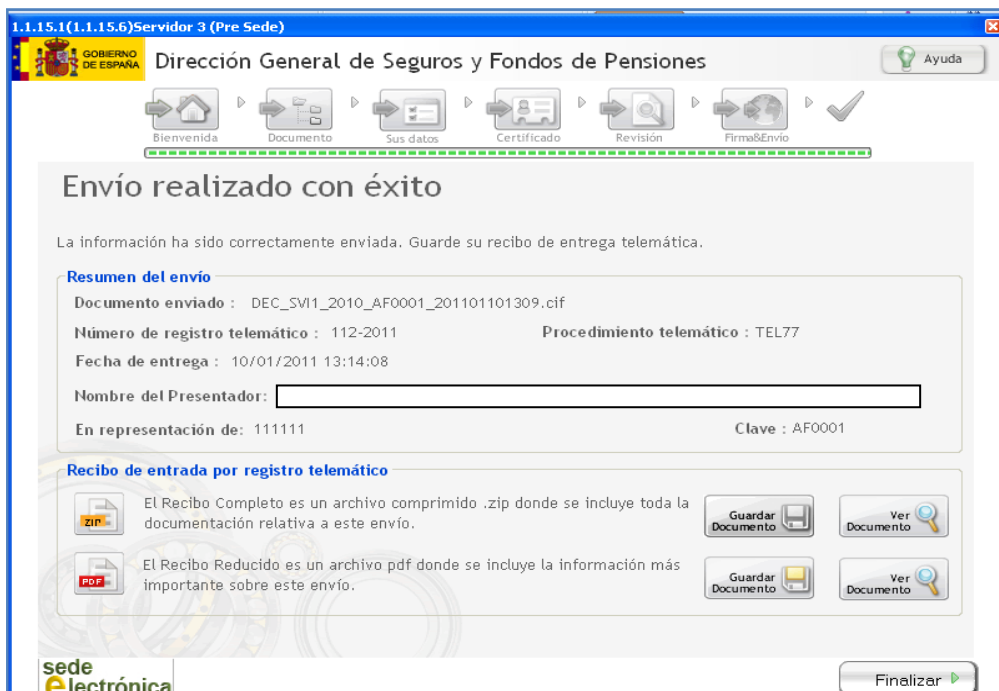 1.1.15.1(1.1.15.6)Servidor 3 (Pre Sede)
GOBIERNO
DE ESPAÑA
Dirección General de Seguros y Fondos de Pensiones
Ayuda
Bienvenida
Documento
Sus datos
Certificado
Revisión
Firma&Envío
Envío realizado con éxito
La información ha sido correctamente enviada. Guarde su recibo de entrega telemática.
Resumen del envío
Documento enviado : DEC_SVI1_2010_AF0001_201101101309.cif
Número de registro telemático : 112-2011 Procedimiento telemático : TEL77
Fecha de entrega : 10/01/2011 13:14:08
Nombre del Presentador:
En representación de: 111111 Clave : AF0001
Recibo de entrada por registro telemático
ZIP
El Recibo Completo es un archivo comprimido .zip donde se incluye toda la
documentación relativa a este envío.
Guardar
Documento
Ver
Documento
PDF
El Recibo Reducido es un archivo pdf donde se incluye la información más
importante sobre este envío.
Guardar
Documento
Ver
Documento
sede
electrónica
Finalizar